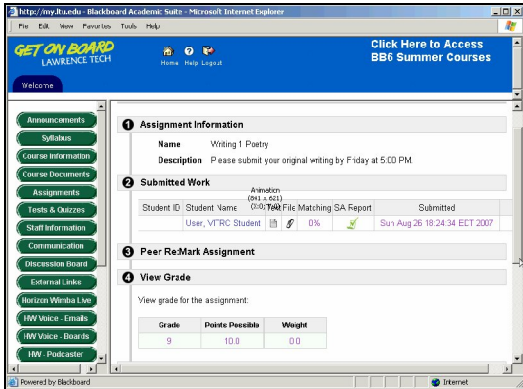 http://my.ltu.edu - Blackboard Academic Suite - Microsoft Internet Explorer
File Edit View Favorites Tools Help
GET ON BOARD
LAWRENCE TECH
Home Help Logout
Click Here to Access
BB6 Summer Courses
Welcome
Announcements
Syllabus
Course Information
Course Documents
Assignments
Tests & Quizzes
Staff Information
Communication
Discussion Board
External Links
Horizon Wimba Live
HW Voice - Emails
HW Voice - Boards
HW - Podcaster
1 Assignment Information
Name Writing 1 Poetry
Description Please submit your original writing by Friday at 5:00 PM.
2 Submitted Work
Animation
(841 x 621)
Student ID Student Name Text File Matching SA Report Submitted
User, VITRC Student 0% Sun Aug 26 18:24:34 EDT 2007
3 Peer Re:Mark Assignment
4 View Grade
View grade for the assignment:
Grade Points Possible Weight
9 10.0 0.0
Powered by Blackboard
Internet